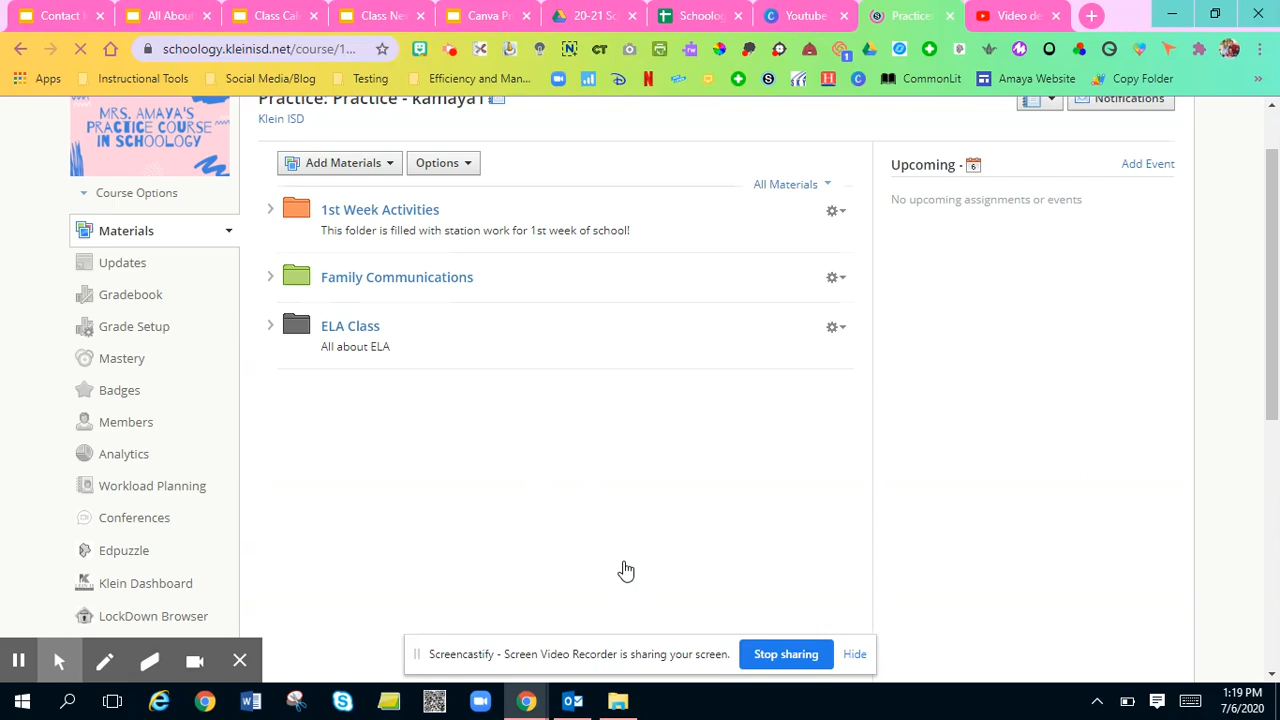 Contact
All Abou
Class Cal
Class Ne
Canva Pr
20-21 Sc
Schoolog
Youtube
Practice
Video de
schoology.kleinisd.net/course/1...
Apps
Instructional Tools
Social Media/Blog
Testing
Efficiency and Man...
CommonLit
Amaya Website
Copy Folder
MRS. AMAYA'S
PRACTICE COURSE
IN SCHOOLOGY
Practice: Practice - kamaya1
Klein ISD
Notifications
Course Options
Add Materials
Options
All Materials
Upcoming -
6
Add Event
No upcoming assignments or events
Materials
Updates
Gradebook
Grade Setup
Mastery
Badges
Members
Analytics
Workload Planning
Conferences
Edpuzzle
Klein Dashboard
LockDown Browser
1st Week Activities
This folder is filled with station work for 1st week of school!
Family Communications
ELA Class
All about ELA
Screencastify - Screen Video Recorder is sharing your screen.
Stop sharing
Hide
1:19 PM
7/6/2020